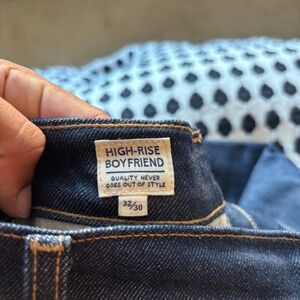 HIGH-RISE
BOYFRIEND
QUALITY NEVER
GOES OUT OF STYLE
32/30